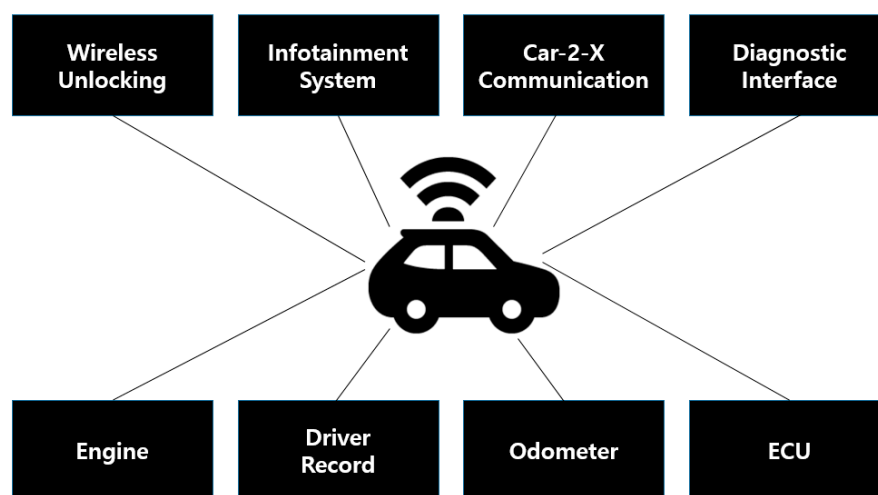 Wireless
Unlocking
Infotainment
System
Car-2-X
Communication
Diagnostic
Interface
Engine
Driver
Record
Odometer
ECU